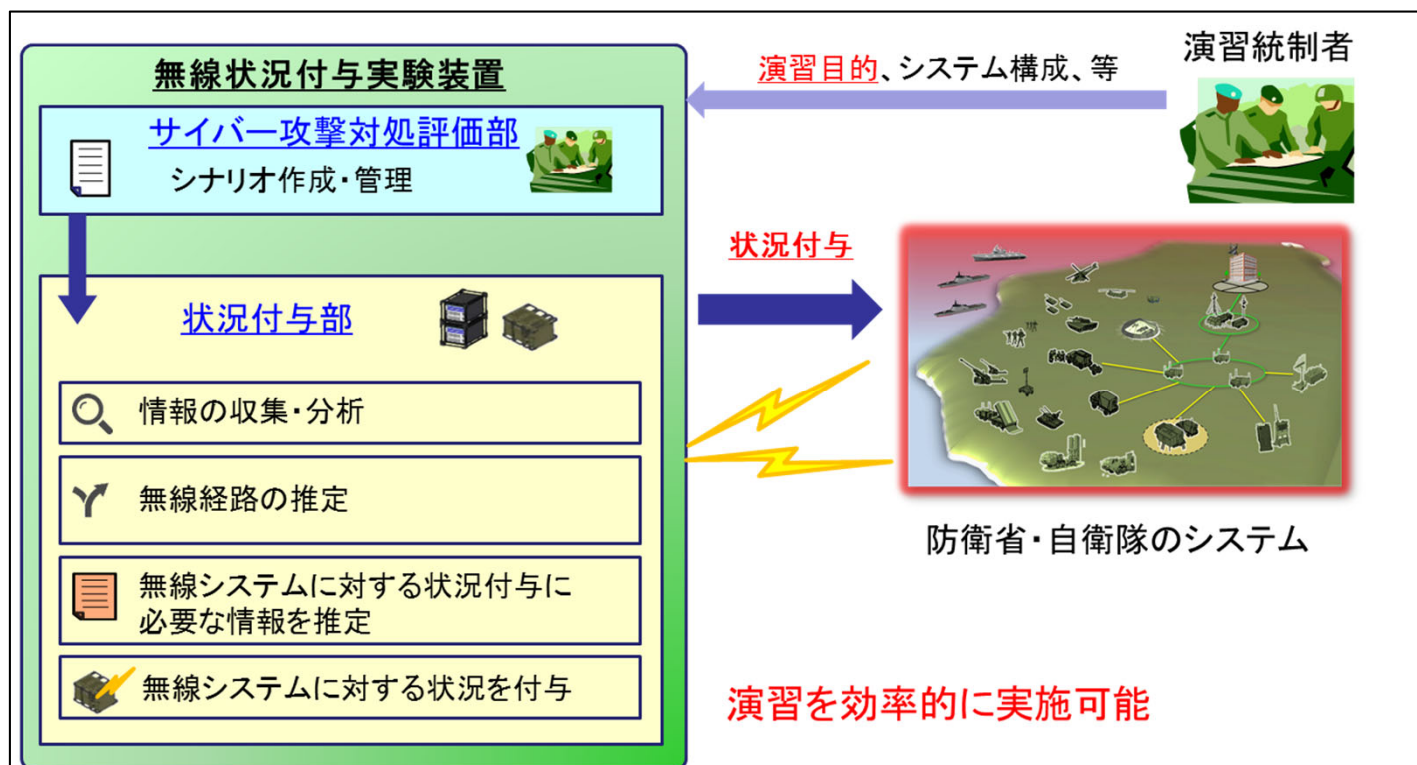 無線状況付与実験装置
サイバー攻撃対処評価部
シナリオ作成・管理
状況付与部
情報の収集・分析
無線経路の推定
無線システムに対する状況付与に
必要な情報を推定
無線システムに対する状況を付与
演習目的、システム構成、等
演習統制者
状況付与
防衛省・自衛隊のシステム
演習を効率的に実施可能